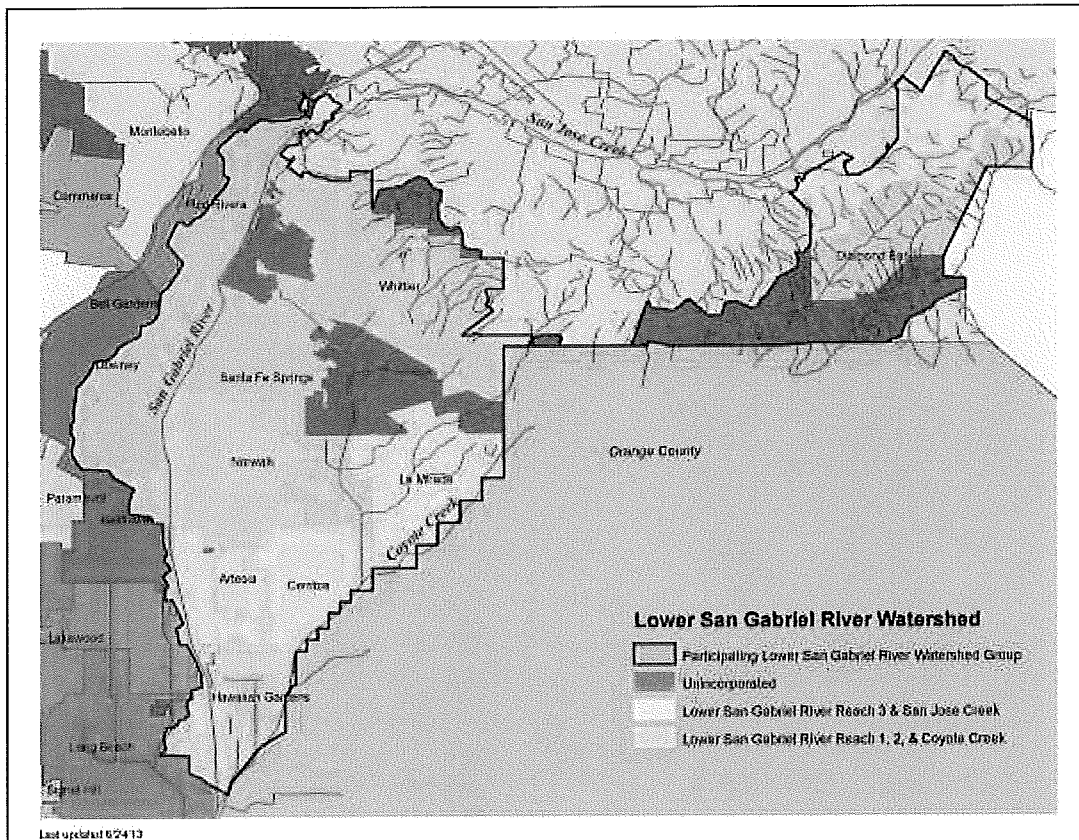 San Jose Creek
Montebello
Commerce
Pico Rivera
Diamond Bar
Whittier
Bell Gardens
San Gabriel River
Downey
Santa Fe Springs
Orange County
Norwalk
La Mirada
Paramount
Coyote Creek
Artesia
Cerritos
Lower San Gabriel River Watershed
Participating Lower San Gabriel River Watershed Group
Lakewood
Unincorporated
Hawaiian Gardens
Lower San Gabriel River Reach 3 & San Jose Creek
Lower San Gabriel River Reach 1, 2, & Coyote Creek
Long Beach
Signal Hill
Last updated 6/24/13